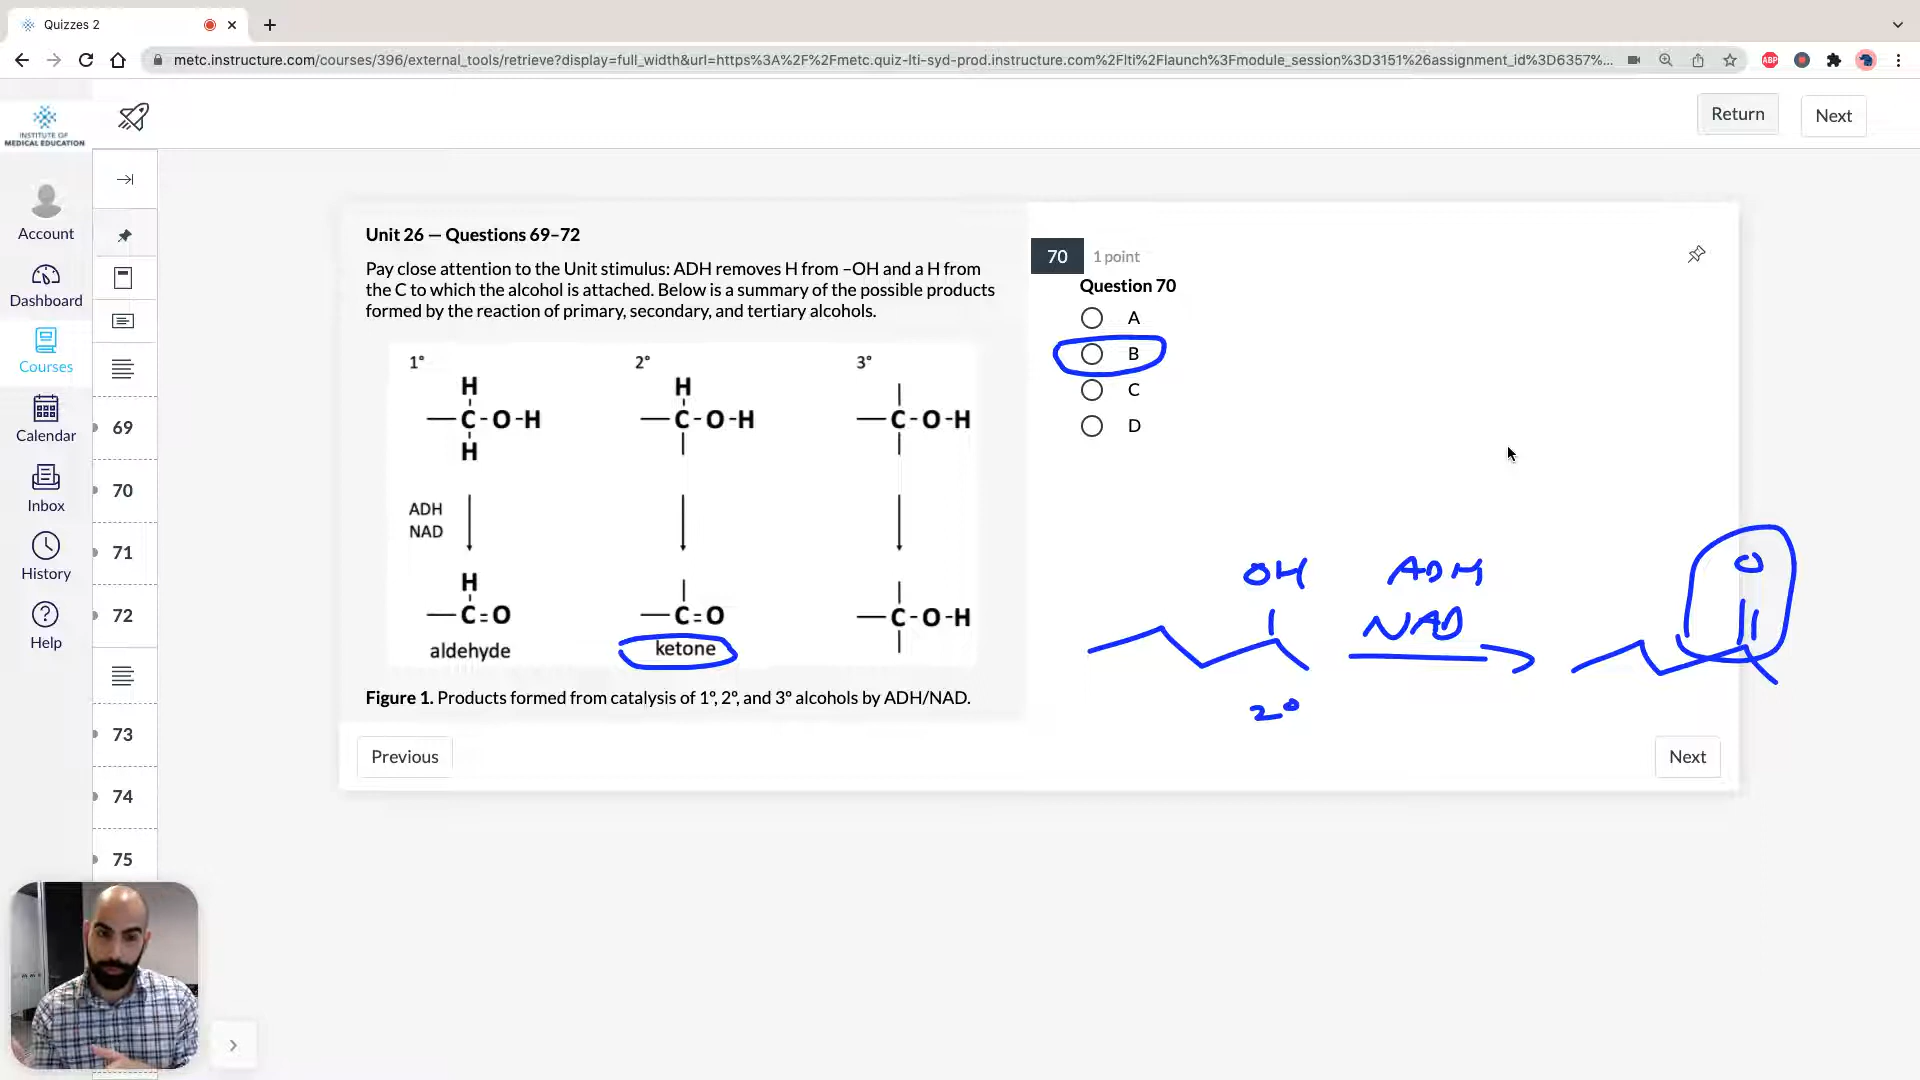 Quizzes 2
metc.instructure.com/courses/396/external_tools/retrieve?display=full_width&url=https%3A%2F%2Fmetc.quiz-lti-syd-prod.instructure.com%2Flti%2Flaunch%3Fmodule_session%3D3151%26assignment_id%3D6357%...
ABP
INSTITUTE OF
MEDICAL EDUCATION
Return
Next
Account
Dashboard
Courses
Calendar
Inbox
History
Help
69
70
71
72
73
74
75
Unit 26 – Questions 69–72
Pay close attention to the Unit stimulus: ADH removes H from –OH and a H from
the C to which the alcohol is attached. Below is a summary of the possible products
formed by the reaction of primary, secondary, and tertiary alcohols.
1° 2° 3°
H H
C-O-H C-O-H C-O-H
H
ADH
NAD
H
C=O C=O C-O-H
aldehyde ketone
Figure 1. Products formed from catalysis of 1°, 2°, and 3° alcohols by ADH/NAD.
70 1 point
Question 70
A
B
C
D
OH ADH O
NAD
2°
Previous
Next